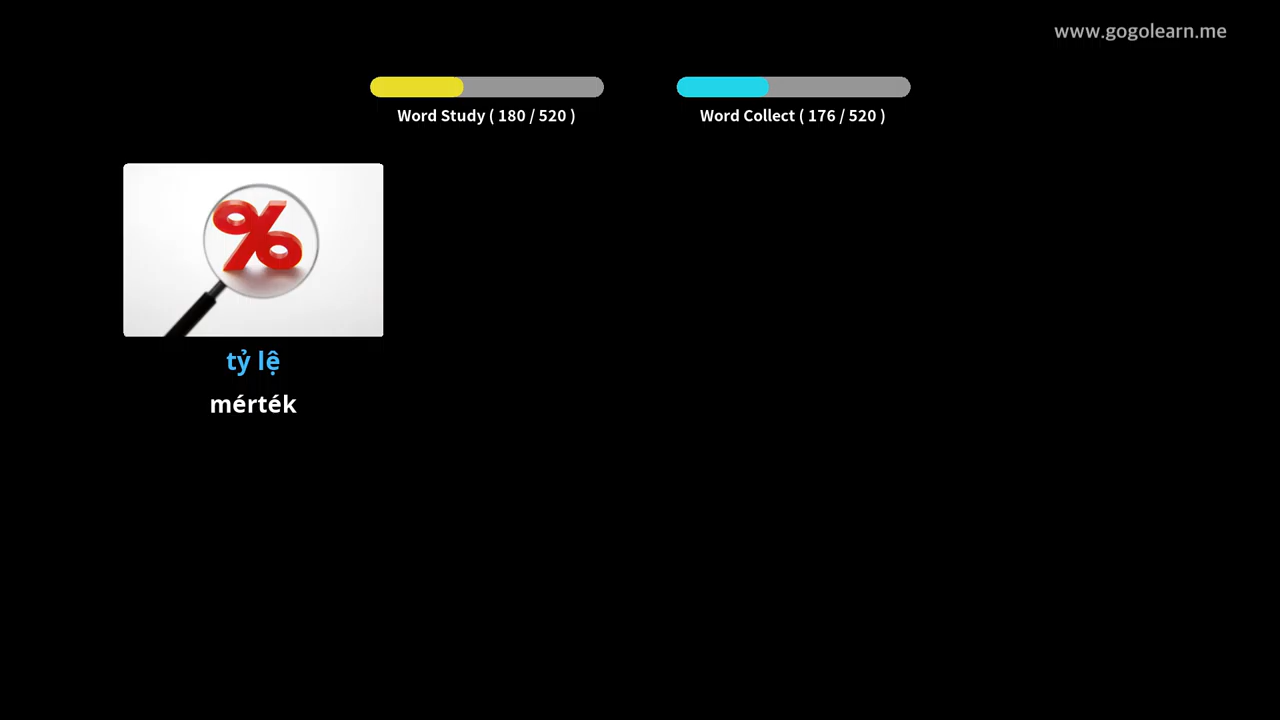 www.gogolearn.me
Word Study ( 180 / 520 )
Word Collect ( 176 / 520 )
%
tỷ lệ
mérték